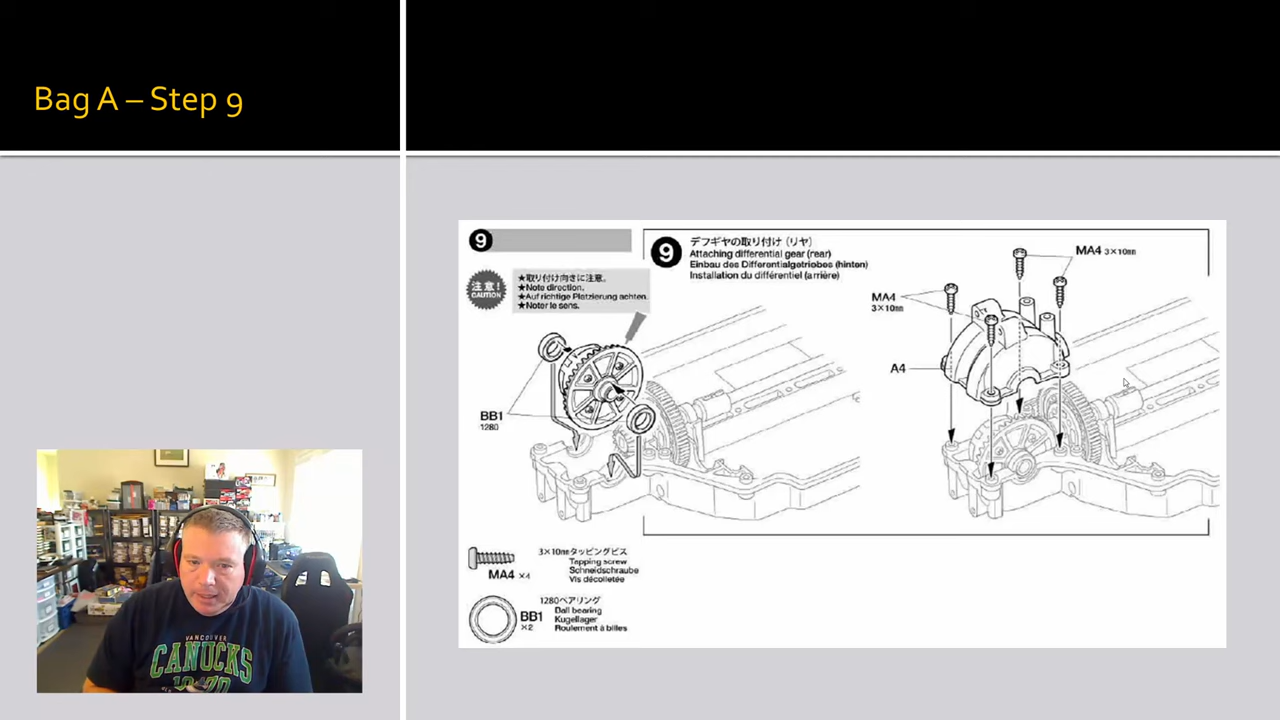 Bag A – Step 9
9
9
デフギヤの取り付け（リヤ）
Attaching differential gear (rear)
Einbau des Differentialgetriebes (hinten)
Installation du différentiel (arrière)
注意！
CAUTION
★取り付け向きに注意。
★Note direction.
★Auf richtige Platzierung achten.
★Noter le sens.
BB1
1280
MA4 3×10㎜
MA4
3×10㎜
A4
3×10㎜タッピングビス
Tapping screw
Schneidschraube
Vis décolletée
MA4 ×4
1280ベアリング
Ball bearing
Kugellager
Roulement à billes
BB1
×2
VANCOUVER
CANUCKS